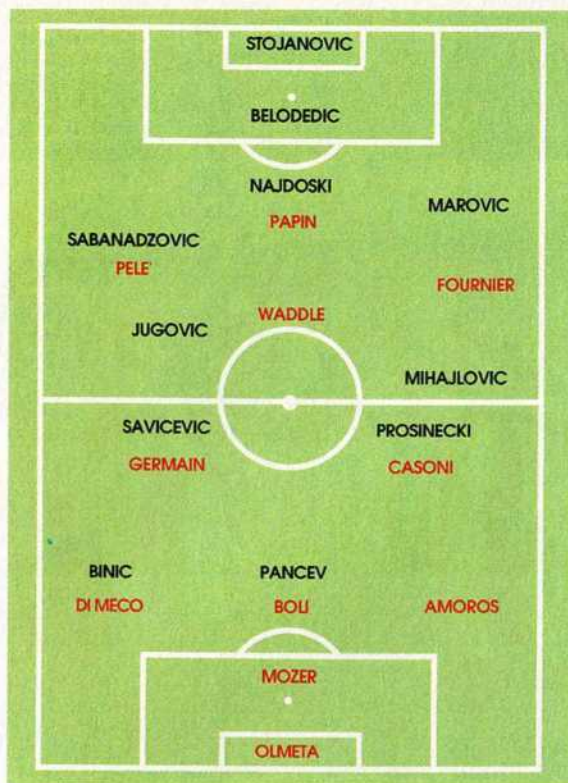 STOJANOVIC
BELODEDIC
NAJDOSKI
MAROVIC
PAPIN
SABANADZOVIC
PELE'
FOURNIER
WADDLE
JUGOVIC
MIHAJLOVIC
SAVICEVIC
PROSINECKI
GERMAIN
CASONI
BINIC
PANCEV
DI MECO
BOLI
AMOROS
MOZER
OLMETA